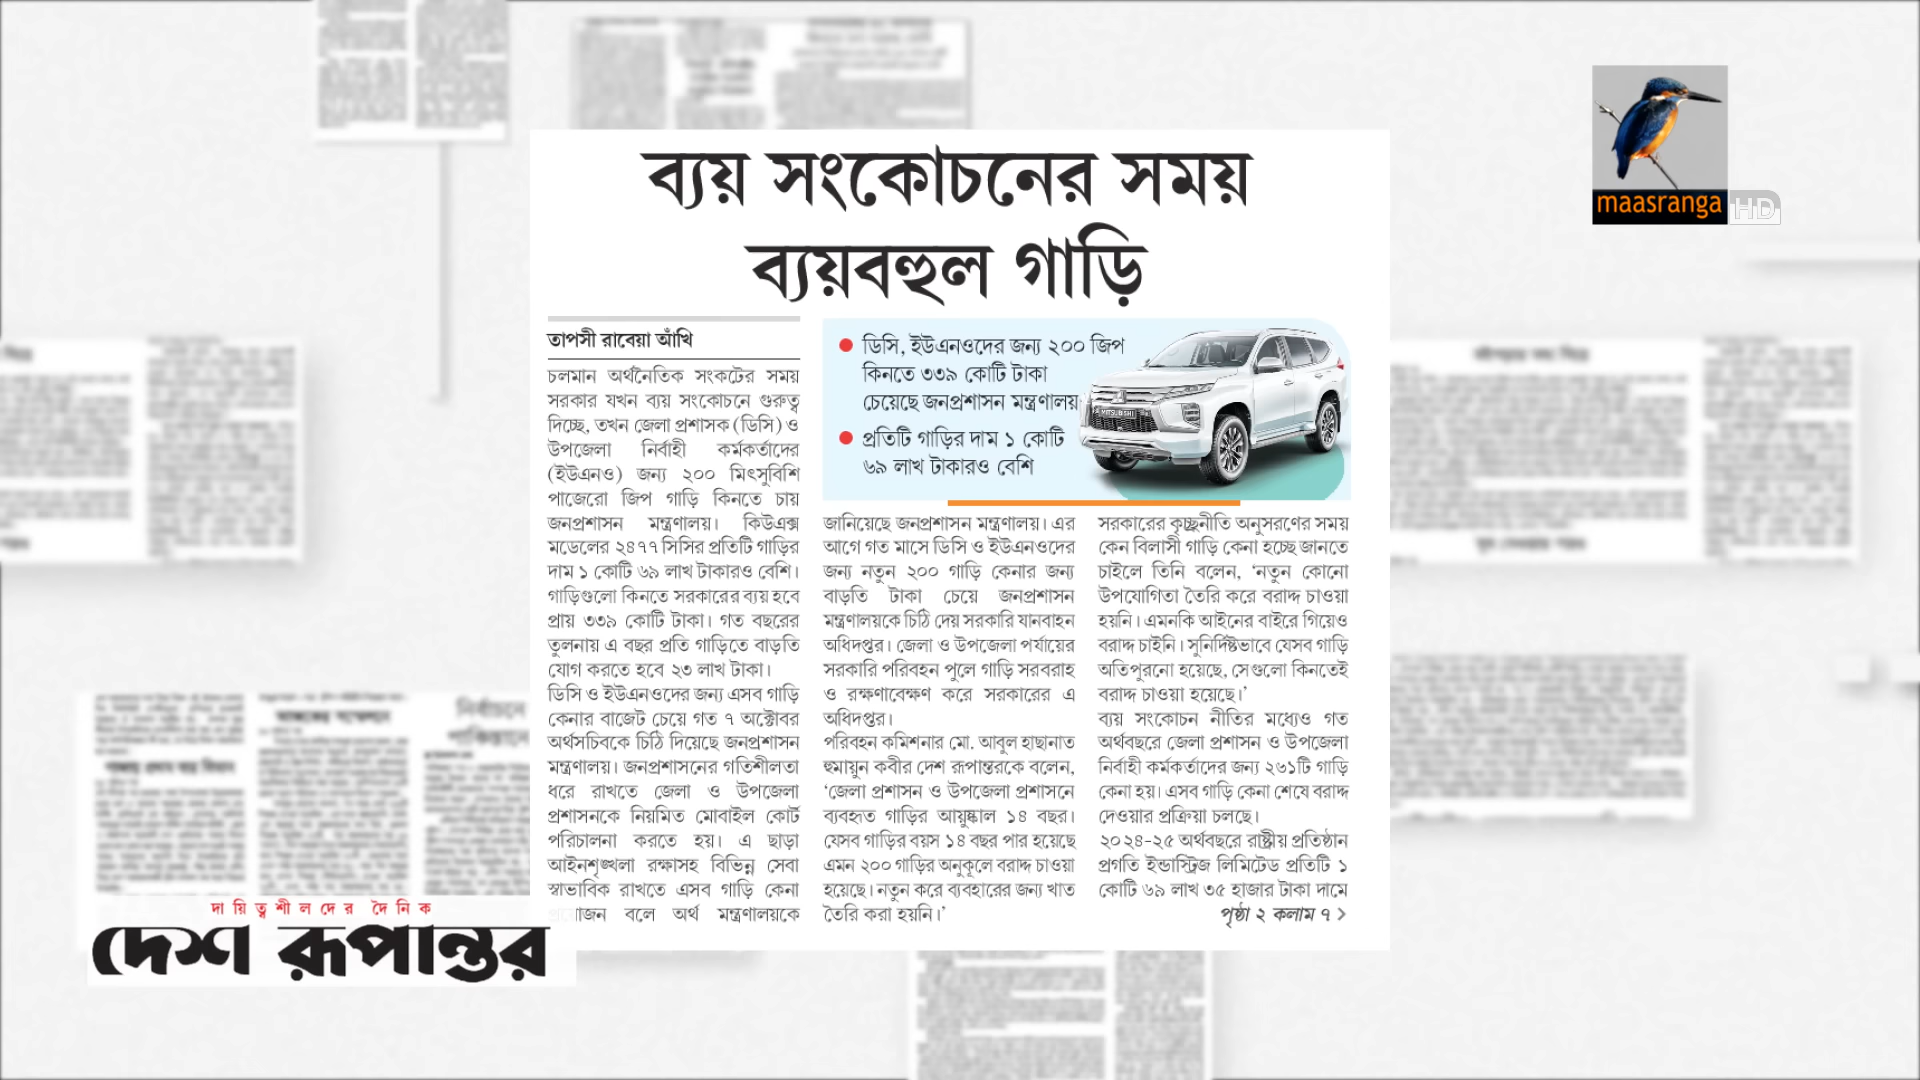 maasranga HD
ব্যয় সংকোচনের সময়
ব্যয়বহুল গাড়ি
তাপসী রাবেয়া আঁখি
চলমান অর্থনৈতিক সংকটের সময়
সরকার যখন ব্যয় সংকোচনে গুরুত্ব
দিচ্ছে, তখন জেলা প্রশাসক (ডিসি) ও
উপজেলা নির্বাহী কর্মকর্তাদের
(ইউএনও) জন্য ২০০ মিৎসুবিশি
পাজেরো জিপ গাড়ি কিনতে চায়
জনপ্রশাসন মন্ত্রণালয়। কিউএক্স
মডেলের ২৪৭৭ সিসির প্রতিটি গাড়ির
দাম ১ কোটি ৬৯ লাখ টাকারও বেশি।
গাড়িগুলো কিনতে সরকারের ব্যয় হবে
প্রায় ৩৩৯ কোটি টাকা। গত বছরের
তুলনায় এ বছর প্রতি গাড়িতে বাড়তি
যোগ করতে হবে ২৩ লাখ টাকা।
ডিসি ও ইউএনওদের জন্য এসব গাড়ি
কেনার বাজেট চেয়ে গত ৭ অক্টোবর
অর্থসচিবকে চিঠি দিয়েছে জনপ্রশাসন
মন্ত্রণালয়। জনপ্রশাসনের গতিশীলতা
ধরে রাখতে জেলা ও উপজেলা
প্রশাসনকে নিয়মিত মোবাইল কোর্ট
পরিচালনা করতে হয়। এ ছাড়া
আইনশৃঙ্খলা রক্ষাসহ বিভিন্ন সেবা
স্বাভাবিক রাখতে এসব গাড়ি কেনা
প্রয়োজন বলে অর্থ মন্ত্রণালয়কে
ডিসি, ইউএনওদের জন্য ২০০ জিপ
কিনতে ৩৩৯ কোটি টাকা
চেয়েছে জনপ্রশাসন মন্ত্রণালয়
প্রতিটি গাড়ির দাম ১ কোটি
৬৯ লাখ টাকারও বেশি
MITSUBISHI
জানিয়েছে জনপ্রশাসন মন্ত্রণালয়। এর
আগে গত মাসে ডিসি ও ইউএনওদের
জন্য নতুন ২০০ গাড়ি কেনার জন্য
বাড়তি টাকা চেয়ে জনপ্রশাসন
মন্ত্রণালয়কে চিঠি দেয় সরকারি যানবাহন
অধিদপ্তর। জেলা ও উপজেলা পর্যায়ের
সরকারি পরিবহন পুলে গাড়ি সরবরাহ
ও রক্ষণাবেক্ষণ করে সরকারের এ
অধিদপ্তর।
পরিবহন কমিশনার মো. আবুল হাছানাত
হুমায়ুন কবীর দেশ রূপান্তরকে বলেন,
‘জেলা প্রশাসন ও উপজেলা প্রশাসনে
ব্যবহৃত গাড়ির আয়ুষ্কাল ১৪ বছর।
যেসব গাড়ির বয়স ১৪ বছর পার হয়েছে
এমন ২০০ গাড়ির অনুকূলে বরাদ্দ চাওয়া
হয়েছে। নতুন করে ব্যবহারের জন্য খাত
তৈরি করা হয়নি।’
সরকারের কৃচ্ছ্রনীতি অনুসরণের সময়
কেন বিলাসী গাড়ি কেনা হচ্ছে জানতে
চাইলে তিনি বলেন, ‘নতুন কোনো
উপযোগিতা তৈরি করে বরাদ্দ চাওয়া
হয়নি। এমনকি আইনের বাইরে গিয়েও
বরাদ্দ চাইনি। সুনির্দিষ্টভাবে যেসব গাড়ি
অতিপুরনো হয়েছে, সেগুলো কিনতেই
বরাদ্দ চাওয়া হয়েছে।’
ব্যয় সংকোচন নীতির মধ্যেও গত
অর্থবছরে জেলা প্রশাসন ও উপজেলা
নির্বাহী কর্মকর্তাদের জন্য ২৬১টি গাড়ি
কেনা হয়। এসব গাড়ি কেনা শেষে বরাদ্দ
দেওয়ার প্রক্রিয়া চলছে।
২০২৪-২৫ অর্থবছরে রাষ্ট্রীয় প্রতিষ্ঠান
প্রগতি ইন্ডাস্ট্রিজ লিমিটেড প্রতিটি ১
কোটি ৬৯ লাখ ৩৫ হাজার টাকা দামে
পৃষ্ঠা ২ কলাম ৭ >
দায়িত্বশীলদের দৈনিক
দেশ রূপান্তর